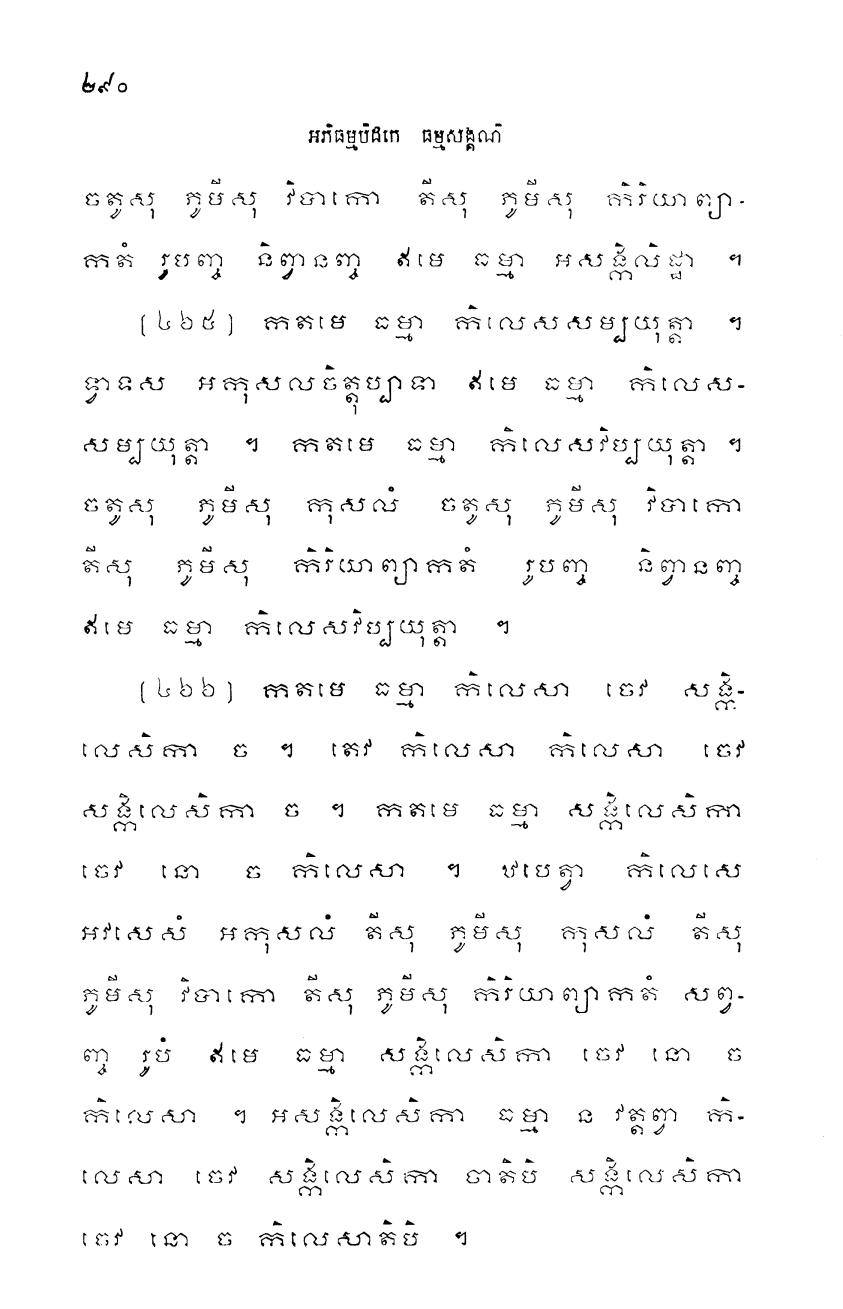 ២៩០
អភិធម្មបិដកេ ធម្មសង្គណិ
ចតូសុ ភូមីសុ វិបាកោ តីសុ ភូមីសុ កិរិយាព្យា-
កតំ រូបញ្ច និព្វានញ្ច ឥមេ ធម្មា អសង្កិលិដ្ឋា ។
[៤៦៥] កតមេ ធម្មា កិលេសសម្បយុត្តា ។
ទ្វាទស អកុសលចិត្តុប្បាទា ឥមេ ធម្មា កិលេស-
សម្បយុត្តា ។ កតមេ ធម្មា កិលេសវិប្បយុត្តា ។
ចតូសុ ភូមីសុ កុសលំ ចតូសុ ភូមីសុ វិបាកោ
តីសុ ភូមីសុ កិរិយាព្យាកតំ រូបញ្ច និព្វានញ្ច
ឥមេ ធម្មា កិលេសវិប្បយុត្តា ។
[៤៦៦] កតមេ ធម្មា កិលេសា ចេវ សង្កិ-
លេសិកា ច ។ តេវ កិលេសា កិលេសា ចេវ
សង្កិលេសិកា ច ។ កតមេ ធម្មា សង្កិលេសិកា
ចេវ នោ ច កិលេសា ។ ឋបេត្វា កិលេសេ
អវសេសំ អកុសលំ តីសុ ភូមីសុ កុសលំ តីសុ
ភូមីសុ វិបាកោ តីសុ ភូមីសុ កិរិយាព្យាកតំ សព្វ-
ញ្ច រូបំ ឥមេ ធម្មា សង្កិលេសិកា ចេវ នោ ច
កិលេសា ។ អសង្កិលេសិកា ធម្មា ន វត្តព្វា កិ-
លេសា ចេវ សង្កិលេសិកា ចាតិបិ សង្កិលេសិកា
ចេវ នោ ច កិលេសាតិបិ ។